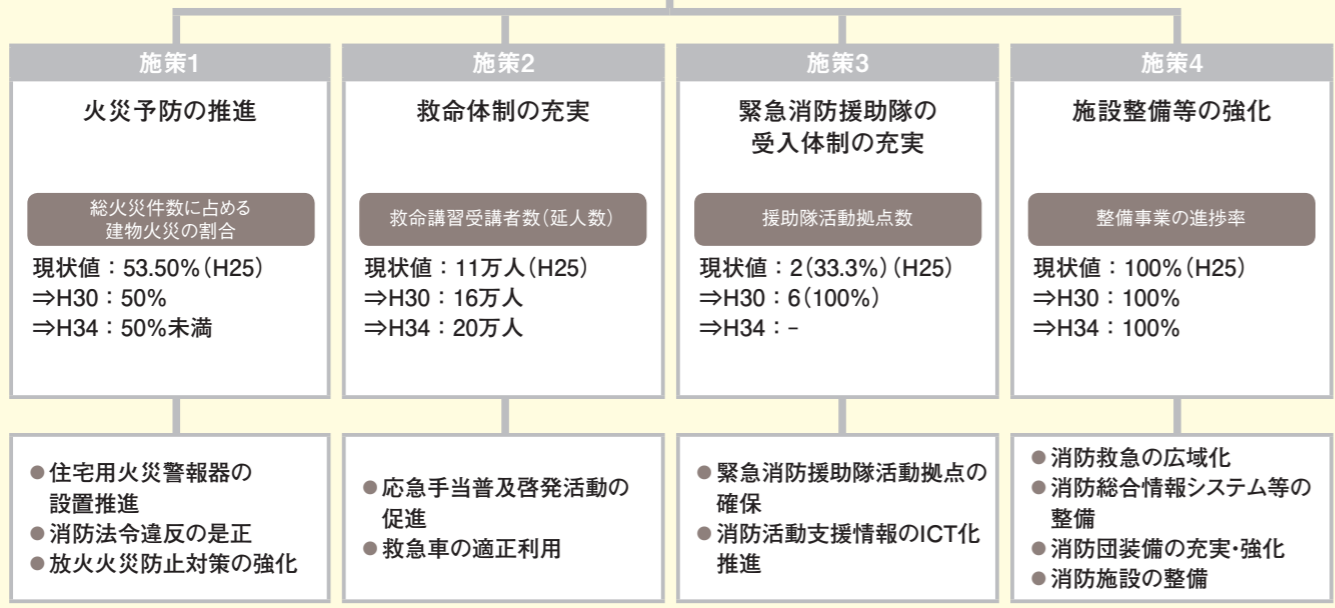 施策1
火災予防の推進
総火災件数に占める
建物火災の割合
現状値：53.50%（H25）
⇒H30：50%
⇒H34：50%未満
●住宅用火災警報器の
設置推進
●消防法令違反の是正
●放火火災防止対策の強化
施策2
救命体制の充実
救命講習受講者数（延人数）
現状値：11万人（H25）
⇒H30：16万人
⇒H34：20万人
●応急手当普及啓発活動の
促進
●救急車の適正利用
施策3
緊急消防援助隊の
受入体制の充実
援助隊活動拠点数
現状値：2（33.3%）（H25）
⇒H30：6（100%）
⇒H34：−
●緊急消防援助隊活動拠点の
確保
●消防活動支援情報のICT化
推進
施策4
施設整備等の強化
整備事業の進捗率
現状値：100%（H25）
⇒H30：100%
⇒H34：100%
●消防救急の広域化
●消防総合情報システム等の
整備
●消防団装備の充実・強化
●消防施設の整備